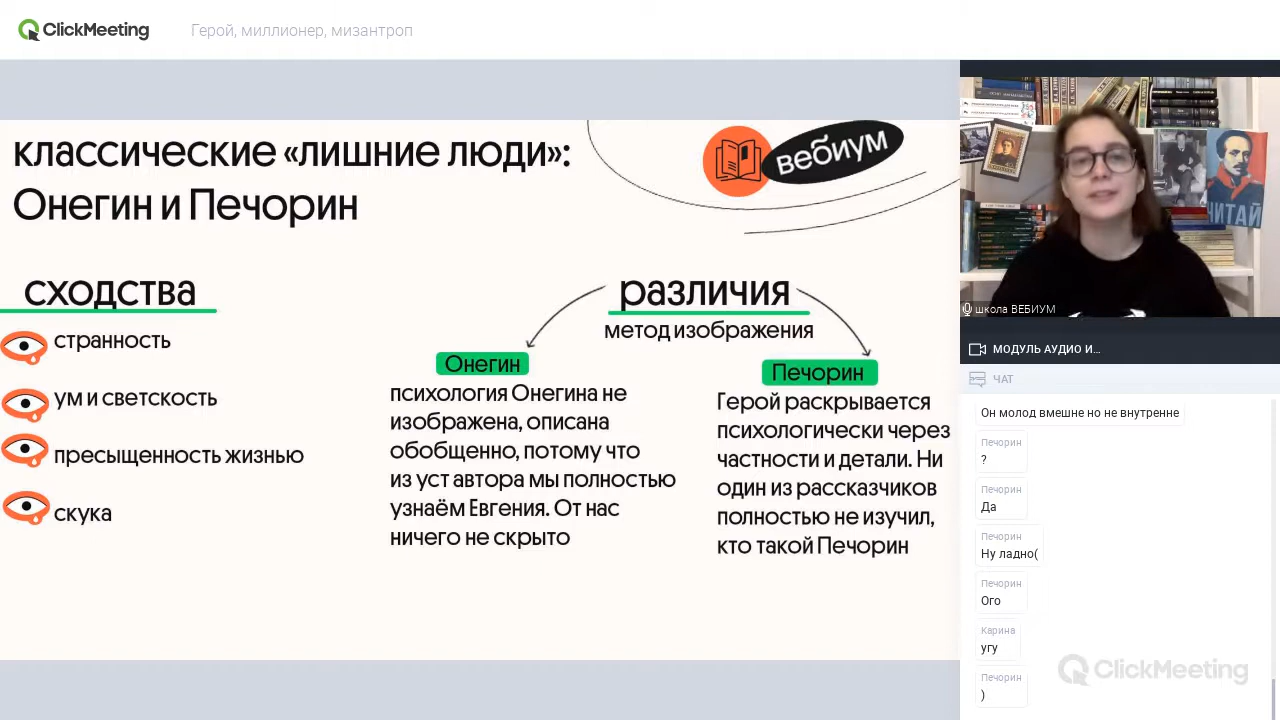 ClickMeeting
Герой, миллионер, мизантроп
классические «лишние люди»:
Онегин и Печорин
вебиум
сходства
странность
ум и светскость
пресыщенность жизнью
скука
различия
метод изображения
Онегин
психология Онегина не
изображена, описана
обобщенно, потому что
из уст автора мы полностью
узнаём Евгения. От нас
ничего не скрыто
Печорин
Герой раскрывается
психологически через
частности и детали. Ни
один из рассказчиков
полностью не изучил,
кто такой Печорин
ЧИТАЙ
школа ВЕБИУМ
МОДУЛЬ АУДИО И...
ЧАТ
Он молод вмешне но не внутренне
Печорин
?
Печорин
Да
Печорин
Ну ладно(
Печорин
Ого
Карина
угу
Печорин
)
ClickMeeting